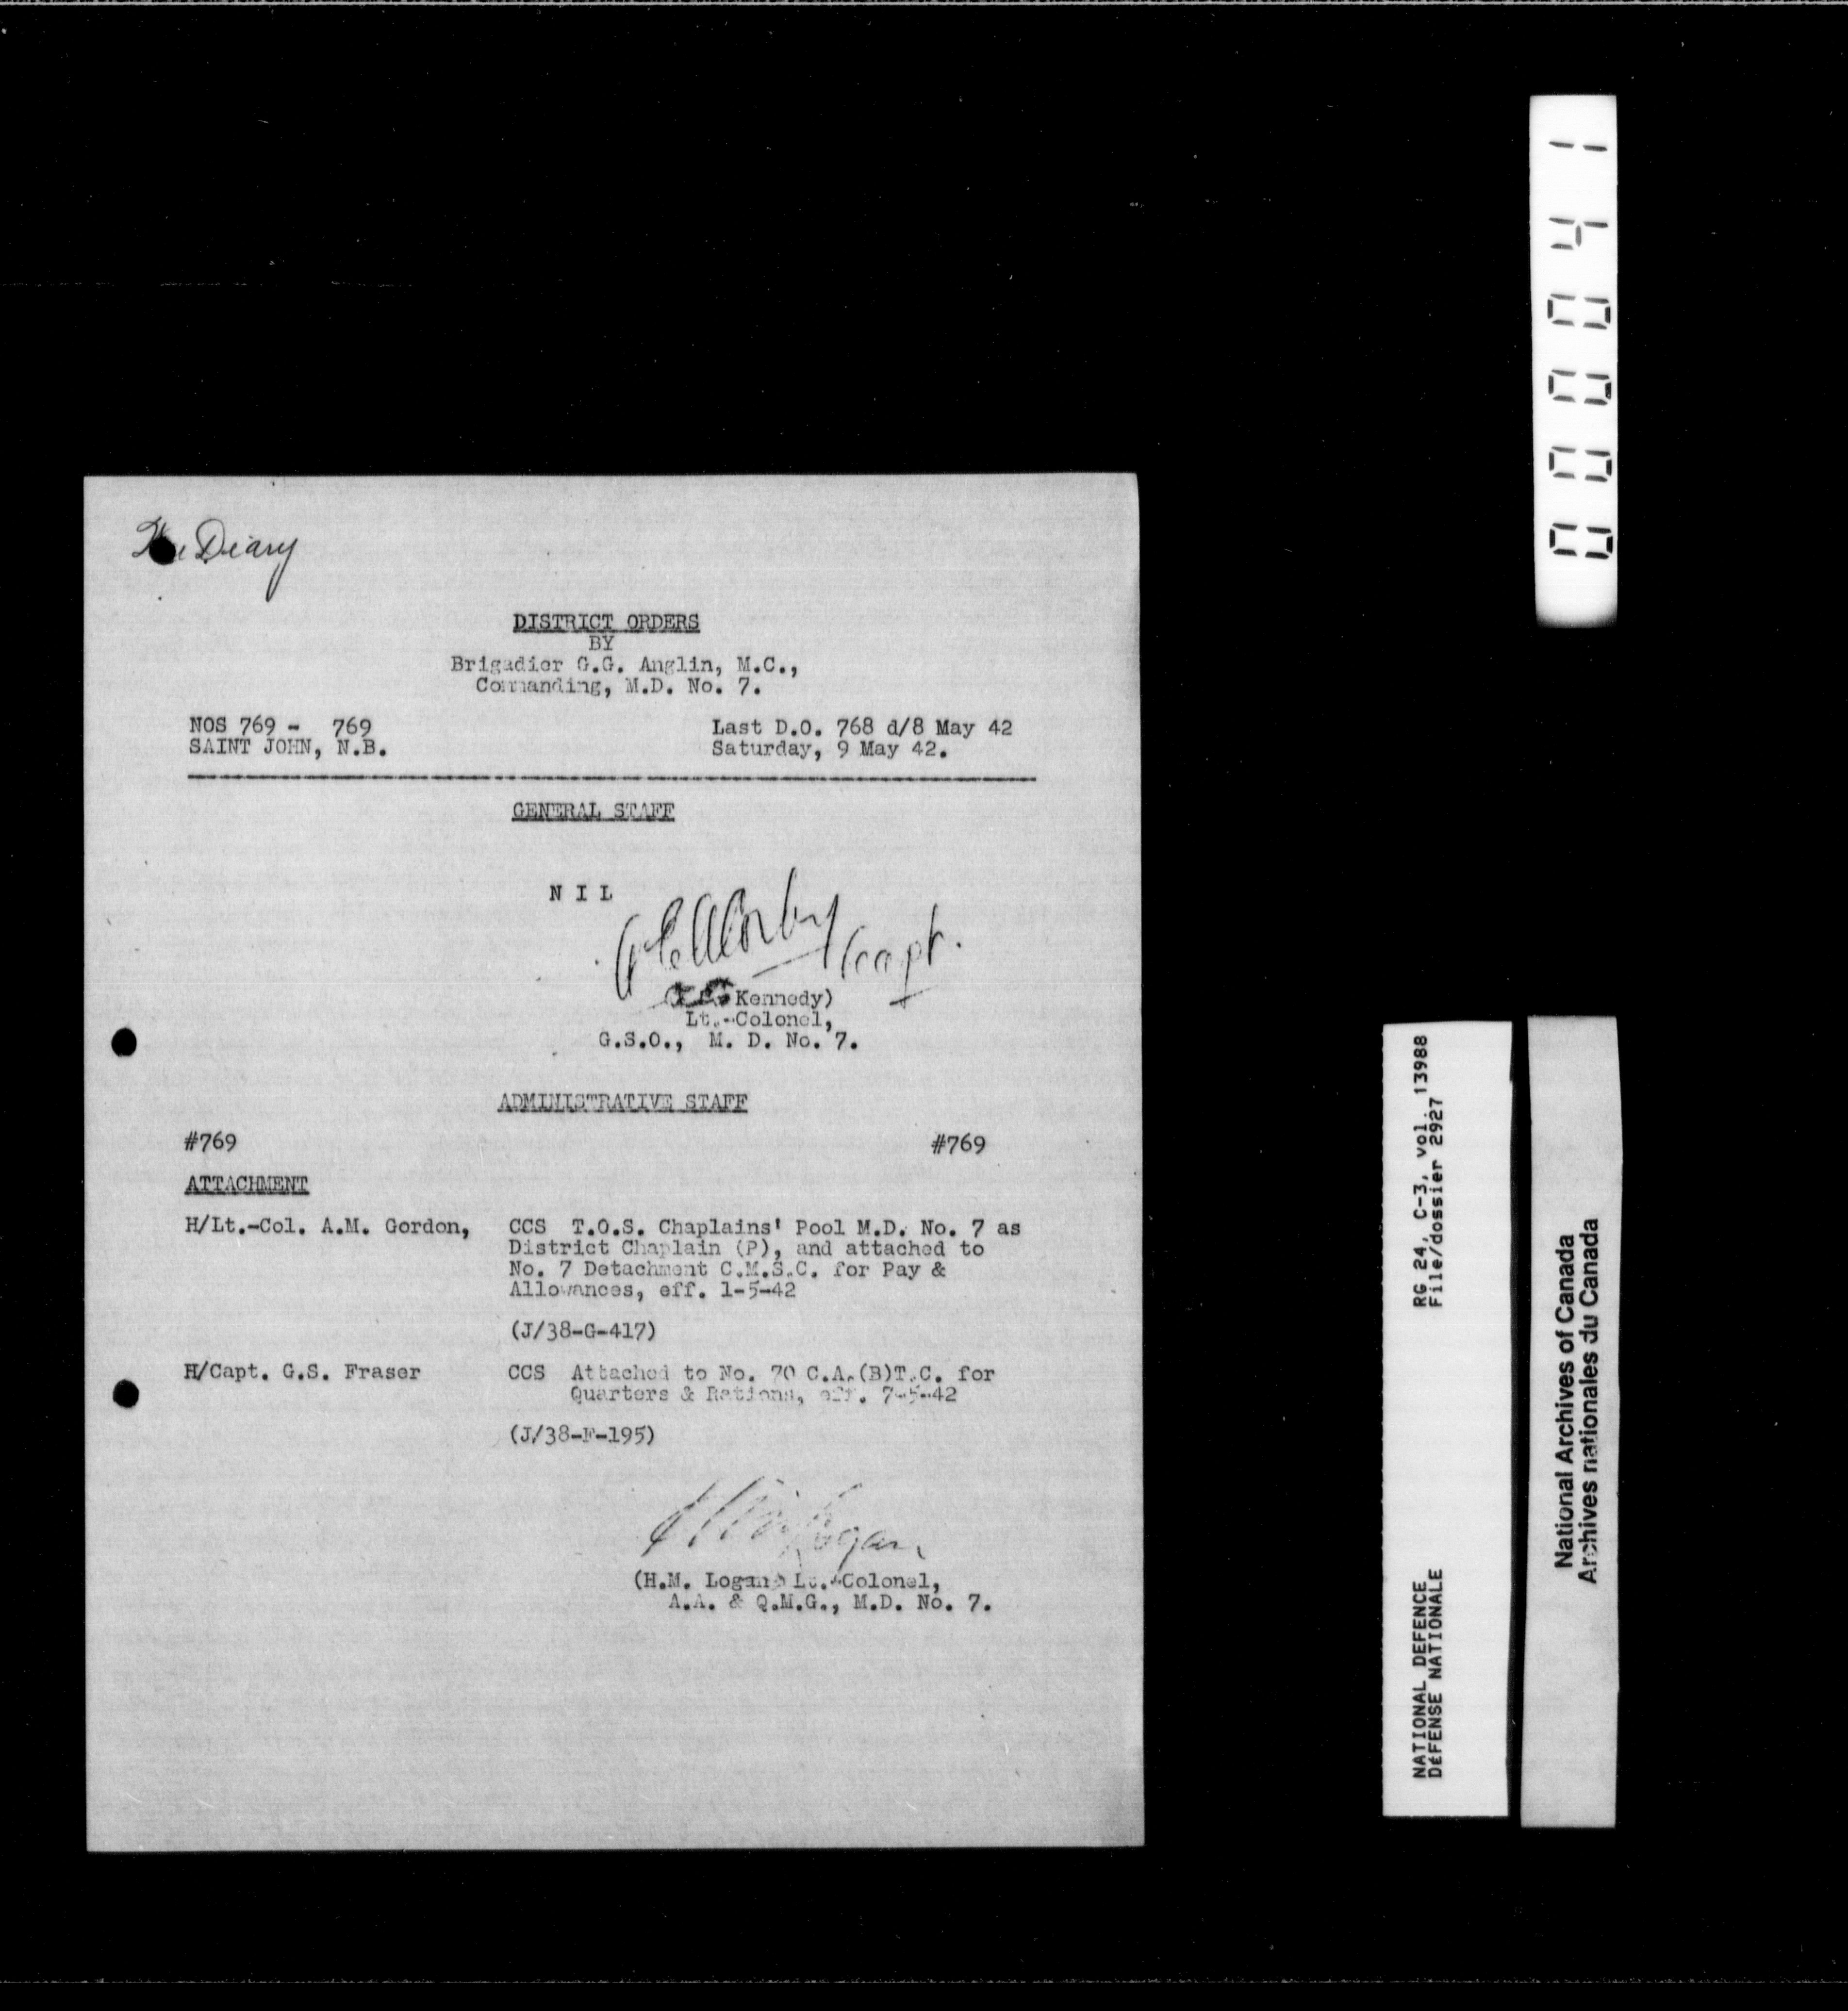 Diary
DISTRICT ORDERS
BY
Brigadier G.G. Anglin, M.C.,
Commanding, M.D. No. 7.
NOS 769 - 769
SAINT JOHN, N.B.
Last D.O. 768 d/8 May 42
Saturday, 9 May 42.
GENERAL STAFF
N I L
Capt.
Kennedy)
Lt.-Colonel,
G.S.O., M. D. No. 7.
ADMINISTRATIVE STAFF
#769 #769
ATTACHMENT
H/Lt.-Col. A.M. Gordon, CCS T.O.S. Chaplains' Pool M.D. No. 7 as
District Chaplain (P), and attached to
No. 7 Detachment C.M.S.C. for Pay &
Allowances, eff. 1-5-42
(J/38-G-417)
H/Capt. G.S. Fraser CCS Attached to No. 70 C.A.(B)T.C. for
Quarters & Rations, eff. 7-5-42
(J/38-F-195)
Logan
(H.M. Logan) Lt.-Colonel,
A.A. & Q.M.G., M.D. No. 7.
000041
RG 24, C-3, vol. 13988
File/dossier 2927
NATIONAL DEFENCE
DÉFENSE NATIONALE
National Archives of Canada
Archives nationales du Canada